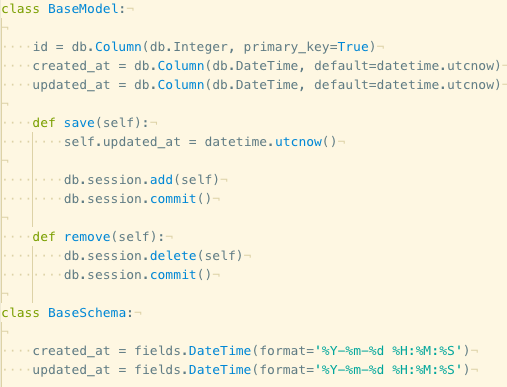 class BaseModel:
    id = db.Column(db.Integer, primary_key=True)
    created_at = db.Column(db.DateTime, default=datetime.utcnow)
    updated_at = db.Column(db.DateTime, default=datetime.utcnow)
    def save(self):
        self.updated_at = datetime.utcnow()
        db.session.add(self)
        db.session.commit()
    def remove(self):
        db.session.delete(self)
        db.session.commit()
class BaseSchema:
    created_at = fields.DateTime(format='%Y-%m-%d %H:%M:%S')
    updated_at = fields.DateTime(format='%Y-%m-%d %H:%M:%S')